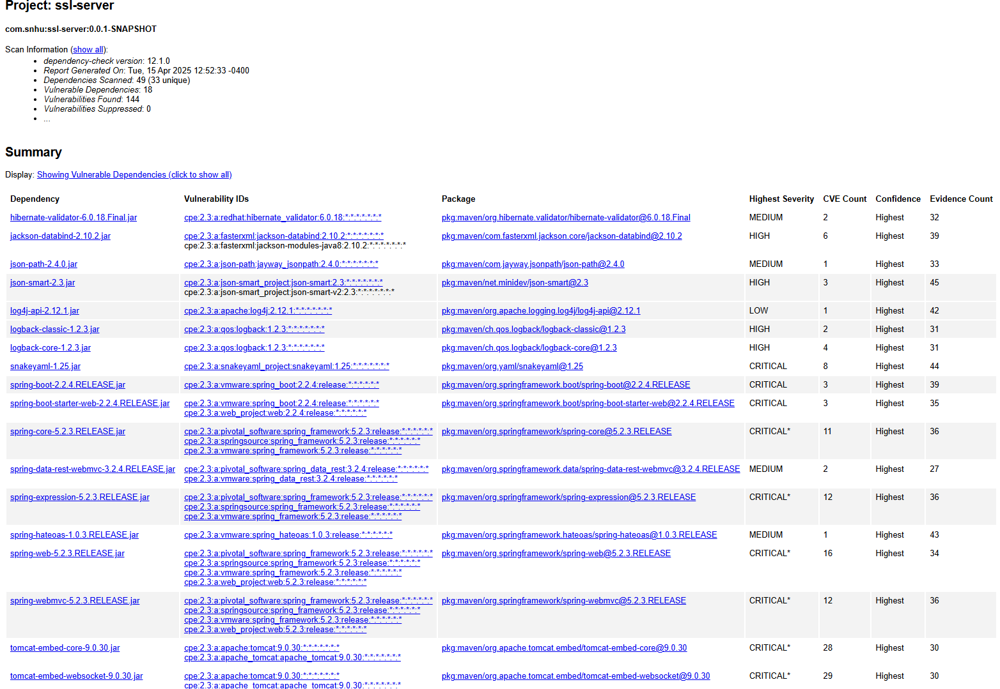 Project: ssl-server
com.snhu:ssl-server:0.0.1-SNAPSHOT
Scan Information (show all):
• dependency-check version: 12.1.0
• Report Generated On: Tue, 15 Apr 2025 12:52:33 -0400
• Dependencies Scanned: 49 (33 unique)
• Vulnerable Dependencies: 18
• Vulnerabilities Found: 144
• Vulnerabilities Suppressed: 0
• ...
Summary
Display: Showing Vulnerable Dependencies (click to show all)
Dependency Vulnerability IDs Package Highest Severity CVE Count Confidence Evidence Count
hibernate-validator-6.0.18.Final.jar cpe:2.3:a:redhat:hibernate_validator:6.0.18:*:*:*:*:*:*:* pkg:maven/org.hibernate.validator/hibernate-validator@6.0.18.Final MEDIUM 2 Highest 32
jackson-databind-2.10.2.jar cpe:2.3:a:fasterxml:jackson-databind:2.10.2:*:*:*:*:*:*:* pkg:maven/com.fasterxml.jackson.core/jackson-databind@2.10.2 HIGH 6 Highest 39
cpe:2.3:a:fasterxml:jackson-modules-java8:2.10.2:*:*:*:*:*:*:*
json-path-2.4.0.jar cpe:2.3:a:json-path:jayway_jsonpath:2.4.0:*:*:*:*:*:*:* pkg:maven/com.jayway.jsonpath/json-path@2.4.0 MEDIUM 1 Highest 33
json-smart-2.3.jar cpe:2.3:a:json-smart_project:json-smart:2.3:*:*:*:*:*:*:* pkg:maven/net.minidev/json-smart@2.3 HIGH 3 Highest 45
cpe:2.3:a:json-smart_project:json-smart-v2:2.3:*:*:*:*:*:*:*
log4j-api-2.12.1.jar cpe:2.3:a:apache:log4j:2.12.1:*:*:*:*:*:*:* pkg:maven/org.apache.logging.log4j/log4j-api@2.12.1 LOW 1 Highest 42
logback-classic-1.2.3.jar cpe:2.3:a:qos:logback:1.2.3:*:*:*:*:*:*:* pkg:maven/ch.qos.logback/logback-classic@1.2.3 HIGH 2 Highest 31
logback-core-1.2.3.jar cpe:2.3:a:qos:logback:1.2.3:*:*:*:*:*:*:* pkg:maven/ch.qos.logback/logback-core@1.2.3 HIGH 4 Highest 31
snakeyaml-1.25.jar cpe:2.3:a:snakeyaml_project:snakeyaml:1.25:*:*:*:*:*:*:* pkg:maven/org.yaml/snakeyaml@1.25 CRITICAL 8 Highest 44
spring-boot-2.2.4.RELEASE.jar cpe:2.3:a:vmware:spring_boot:2.2.4:release:*:*:*:*:*:* pkg:maven/org.springframework.boot/spring-boot@2.2.4.RELEASE CRITICAL 3 Highest 39
spring-boot-starter-web-2.2.4.RELEASE.jar cpe:2.3:a:vmware:spring_boot:2.2.4:release:*:*:*:*:*:* pkg:maven/org.springframework.boot/spring-boot-starter-web@2.2.4.RELEASE CRITICAL 3 Highest 35
cpe:2.3:a:web_project:web:2.2.4:release:*:*:*:*:*:*
spring-core-5.2.3.RELEASE.jar cpe:2.3:a:pivotal_software:spring_framework:5.2.3:release:*:*:*:*:*:* pkg:maven/org.springframework/spring-core@5.2.3.RELEASE CRITICAL* 11 Highest 36
cpe:2.3:a:springsource:spring_framework:5.2.3:release:*:*:*:*:*:*
cpe:2.3:a:vmware:spring_framework:5.2.3:release:*:*:*:*:*:*
spring-data-rest-webmvc-3.2.4.RELEASE.jar cpe:2.3:a:pivotal_software:spring_data_rest:3.2.4:release:*:*:*:*:*:* pkg:maven/org.springframework.data/spring-data-rest-webmvc@3.2.4.RELEASE MEDIUM 2 Highest 27
cpe:2.3:a:vmware:spring_data_rest:3.2.4:release:*:*:*:*:*:*
spring-expression-5.2.3.RELEASE.jar cpe:2.3:a:pivotal_software:spring_framework:5.2.3:release:*:*:*:*:*:* pkg:maven/org.springframework/spring-expression@5.2.3.RELEASE CRITICAL* 12 Highest 36
cpe:2.3:a:springsource:spring_framework:5.2.3:release:*:*:*:*:*:*
cpe:2.3:a:vmware:spring_framework:5.2.3:release:*:*:*:*:*:*
spring-hateoas-1.0.3.RELEASE.jar cpe:2.3:a:vmware:spring_hateoas:1.0.3:release:*:*:*:*:*:* pkg:maven/org.springframework.hateoas/spring-hateoas@1.0.3.RELEASE MEDIUM 1 Highest 43
spring-web-5.2.3.RELEASE.jar cpe:2.3:a:pivotal_software:spring_framework:5.2.3:release:*:*:*:*:*:* pkg:maven/org.springframework/spring-web@5.2.3.RELEASE CRITICAL* 16 Highest 34
cpe:2.3:a:springsource:spring_framework:5.2.3:release:*:*:*:*:*:*
cpe:2.3:a:vmware:spring_framework:5.2.3:release:*:*:*:*:*:*
cpe:2.3:a:web_project:web:5.2.3:release:*:*:*:*:*:*
spring-webmvc-5.2.3.RELEASE.jar cpe:2.3:a:pivotal_software:spring_framework:5.2.3:release:*:*:*:*:*:* pkg:maven/org.springframework/spring-webmvc@5.2.3.RELEASE CRITICAL* 12 Highest 36
cpe:2.3:a:springsource:spring_framework:5.2.3:release:*:*:*:*:*:*
cpe:2.3:a:vmware:spring_framework:5.2.3:release:*:*:*:*:*:*
cpe:2.3:a:web_project:web:5.2.3:release:*:*:*:*:*:*
tomcat-embed-core-9.0.30.jar cpe:2.3:a:apache:tomcat:9.0.30:*:*:*:*:*:*:* pkg:maven/org.apache.tomcat.embed/tomcat-embed-core@9.0.30 CRITICAL* 28 Highest 30
cpe:2.3:a:apache_tomcat:apache_tomcat:9.0.30:*:*:*:*:*:*:*
tomcat-embed-websocket-9.0.30.jar cpe:2.3:a:apache:tomcat:9.0.30:*:*:*:*:*:*:* pkg:maven/org.apache.tomcat.embed/tomcat-embed-websocket@9.0.30 CRITICAL* 29 Highest 30
cpe:2.3:a:apache_tomcat:apache_tomcat:9.0.30:*:*:*:*:*:*:*